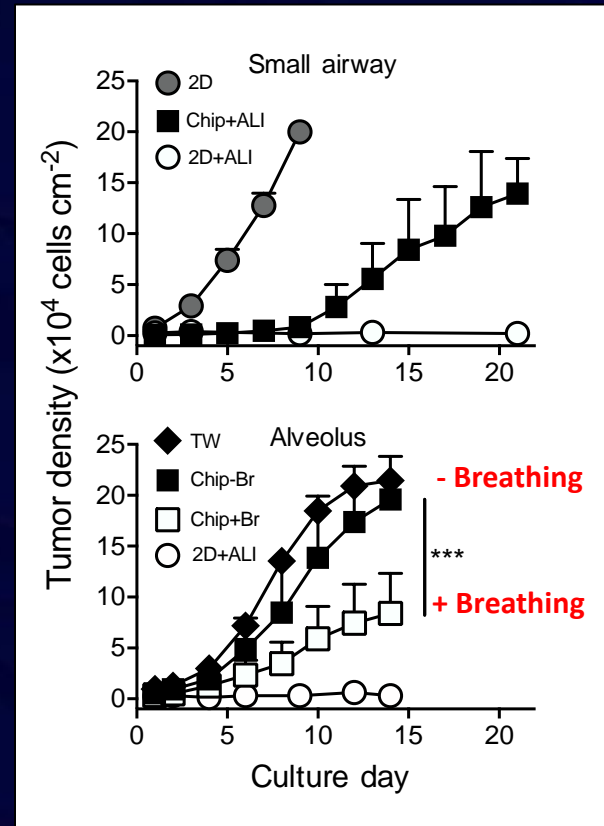 Small airway
2D
Chip+ALI
2D+ALI
25
20
15
10
5
0
0 5 10 15 20
Tumor density (x10⁴ cells cm⁻²)
Alveolus
TW
Chip-Br
Chip+Br
2D+ALI
25
20
15
10
5
0
- Breathing
***
+ Breathing
0 5 10 15 20
Culture day